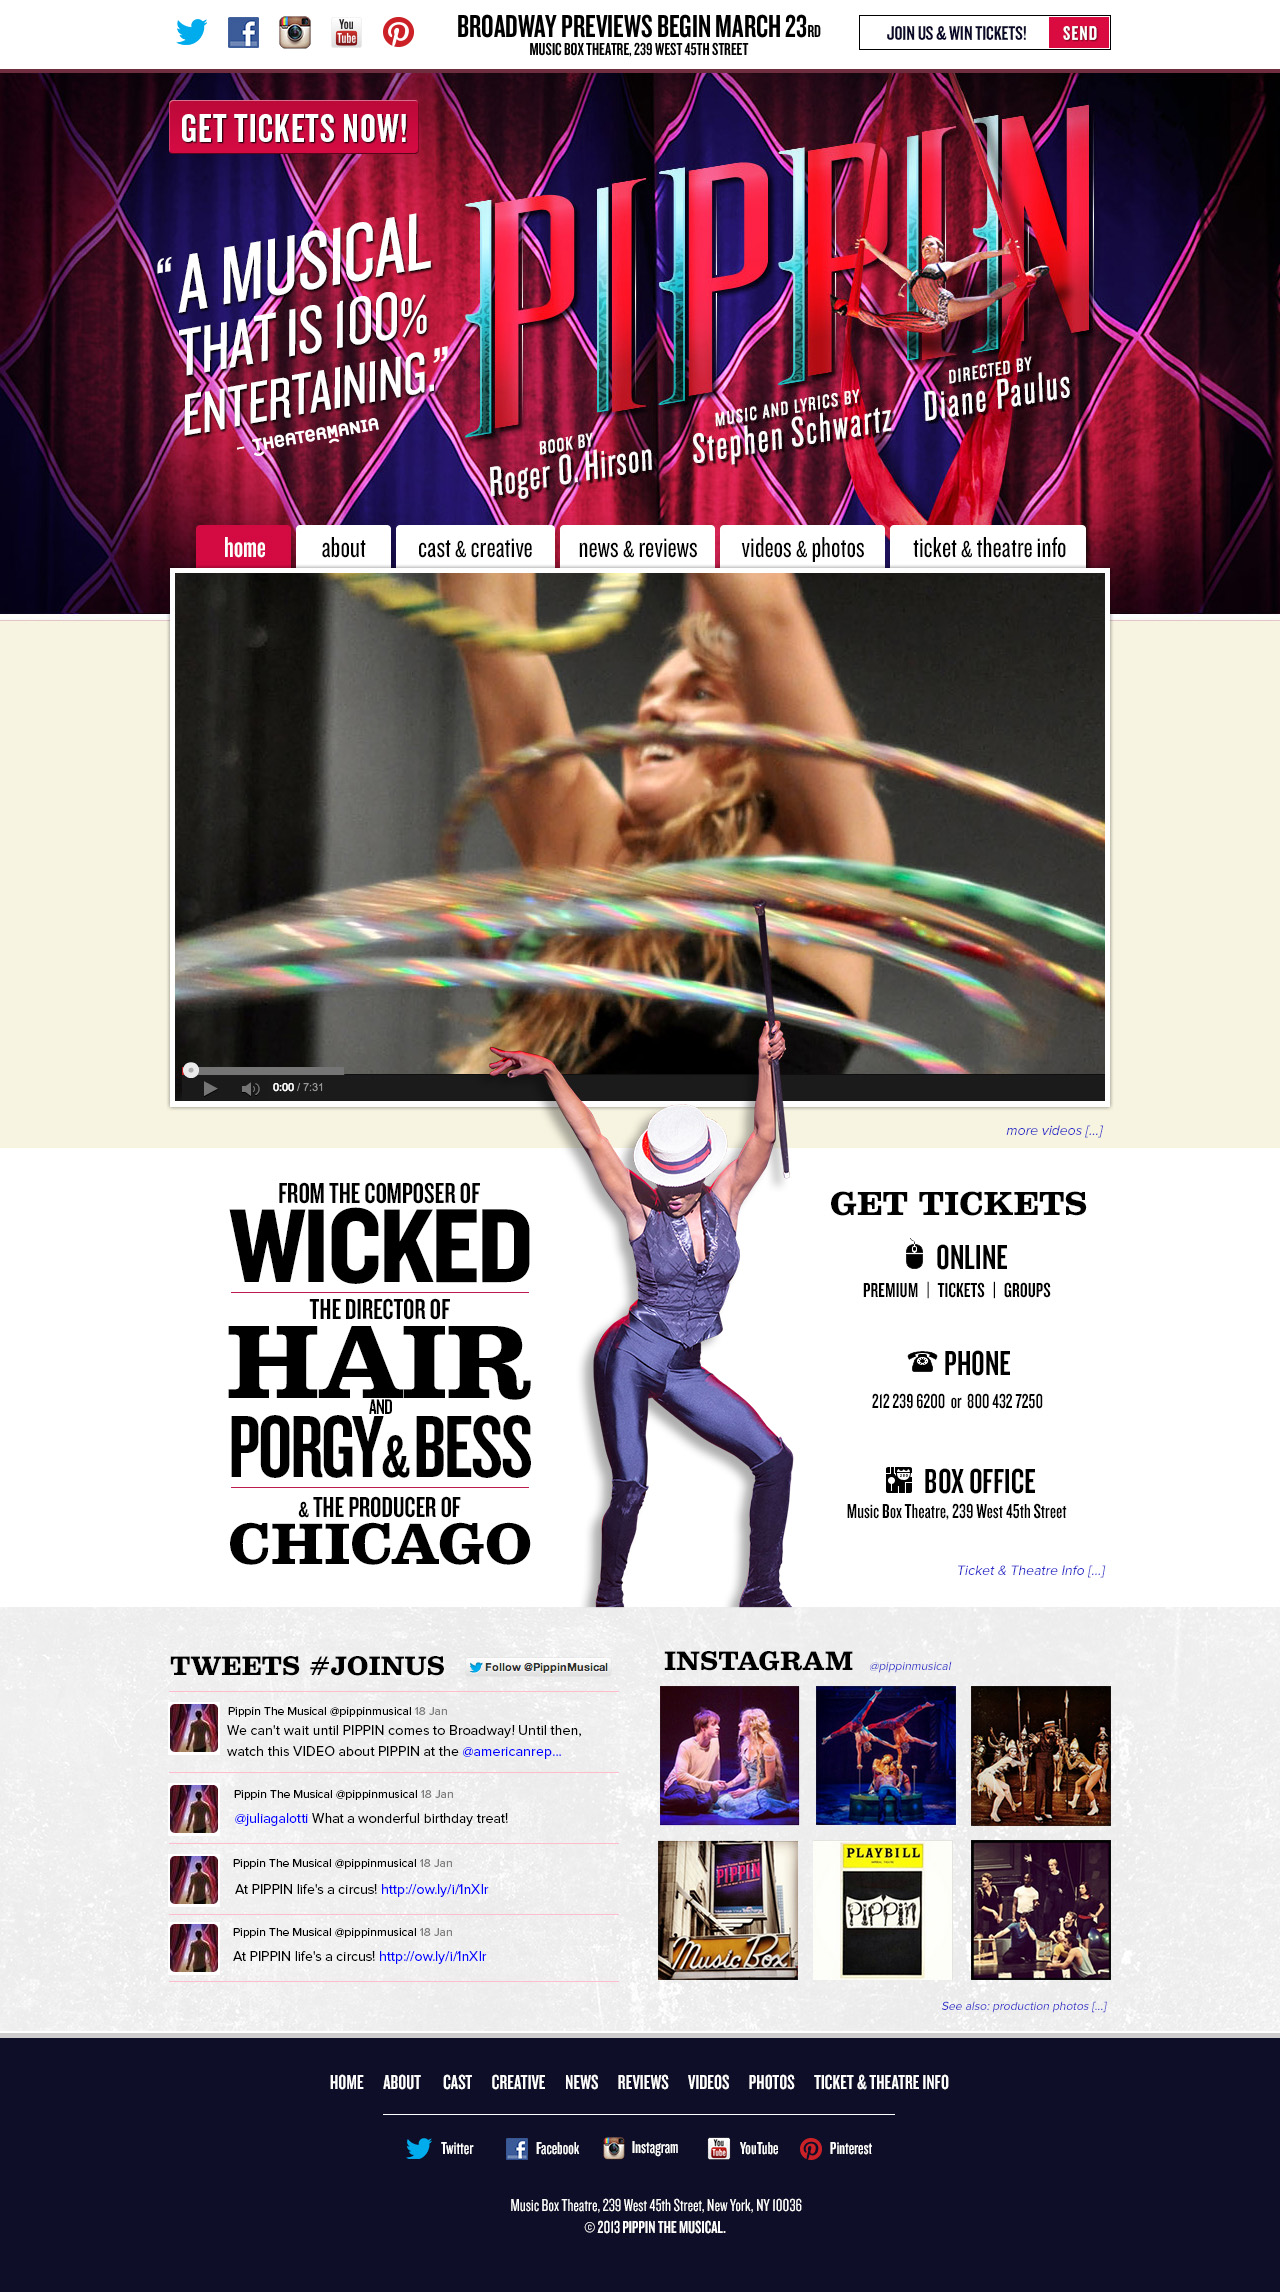 You
Tube
BROADWAY PREVIEWS BEGIN MARCH 23RD
MUSIC BOX THEATRE, 239 WEST 45TH STREET
JOIN US & WIN TICKETS!
SEND
GET TICKETS NOW!
PIPPIN
“A MUSICAL
THAT IS 100%
ENTERTAINING.”
- THEATERMANIA
BOOK BY
Roger O. Hirson
MUSIC AND LYRICS BY
Stephen Schwartz
DIRECTED BY
Diane Paulus
home
about
cast & creative
news & reviews
videos & photos
ticket & theatre info
0:00 / 7:31
more videos [...]
FROM THE COMPOSER OF
WICKED
THE DIRECTOR OF
HAIR
AND
PORGY & BESS
& THE PRODUCER OF
CHICAGO
GET TICKETS
ONLINE
PREMIUM | TICKETS | GROUPS
PHONE
212 239 6200 or 800 432 7250
BOX OFFICE
Music Box Theatre, 239 West 45th Street
Ticket & Theatre Info [...]
TWEETS #JOINUS
Follow @PippinMusical
Pippin The Musical @pippinmusical 18 Jan
We can't wait until PIPPIN comes to Broadway! Until then,
watch this VIDEO about PIPPIN at the @americanrep...
Pippin The Musical @pippinmusical 18 Jan
@juliagalotti What a wonderful birthday treat!
Pippin The Musical @pippinmusical 18 Jan
At PIPPIN life's a circus! http://ow.ly/i/1nXIr
Pippin The Musical @pippinmusical 18 Jan
At PIPPIN life's a circus! http://ow.ly/i/1nXIr
INSTAGRAM
@pippinmusical
PIPPIN
Music Box
PLAYBILL
pippin
See also: production photos [...]
HOME
ABOUT
CAST
CREATIVE
NEWS
REVIEWS
VIDEOS
PHOTOS
TICKET & THEATRE INFO
Twitter
Facebook
Instagram
You
Tube
YouTube
Pinterest
Music Box Theatre, 239 West 45th Street, New York, NY 10036
© 2013 PIPPIN THE MUSICAL.